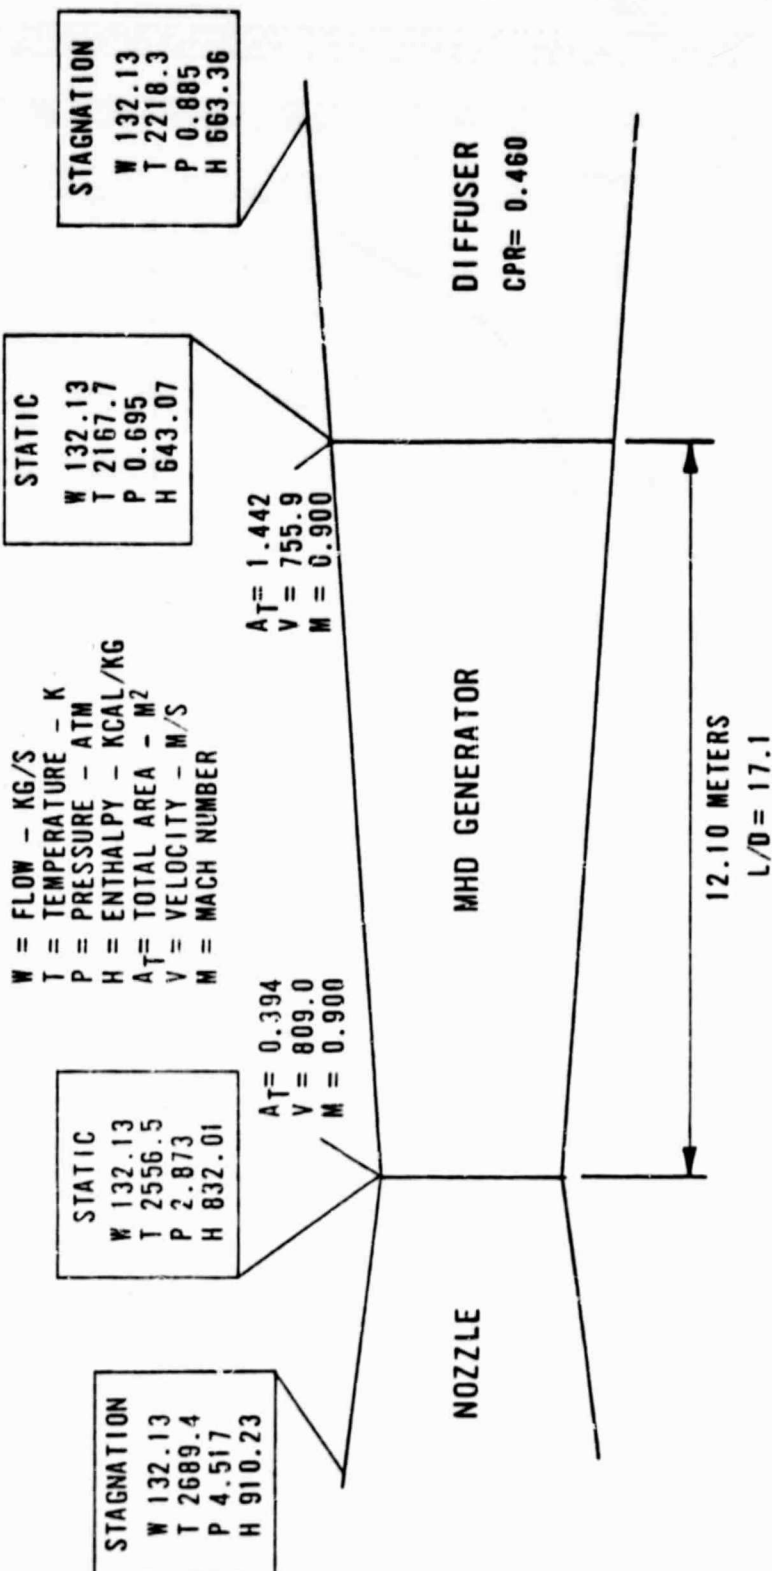 STAGNATION
W 132.13
T 2689.4
P 4.517
H 910.23
STATIC
W 132.13
T 2556.5
P 2.873
H 832.01
W = FLOW - KG/S
T = TEMPERATURE - K
P = PRESSURE - ATM
H = ENTHALPY - KCAL/KG
AT= TOTAL AREA - M2
V = VELOCITY - M/S
M = MACH NUMBER
STATIC
W 132.13
T 2167.7
P 0.695
H 643.07
STAGNATION
W 132.13
T 2218.3
P 0.885
H 663.36
AT= 0.394
V = 809.0
M = 0.900
AT= 1.442
V = 755.9
M = 0.900
NOZZLE
MHD GENERATOR
DIFFUSER
CPR= 0.460
12.10 METERS
L/D= 17.1